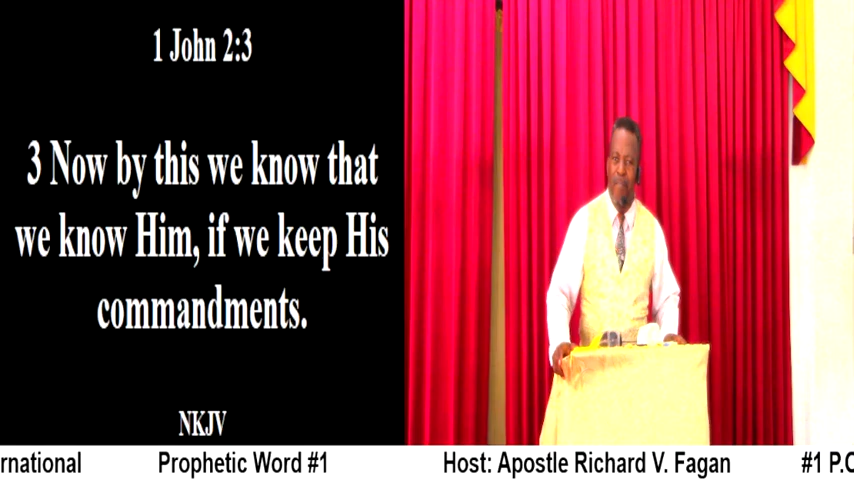 1 John 2:3
3 Now by this we know that
we know Him, if we keep His
commandments.
NKJV
rnational Prophetic Word #1 Host: Apostle Richard V. Fagan #1 P.O